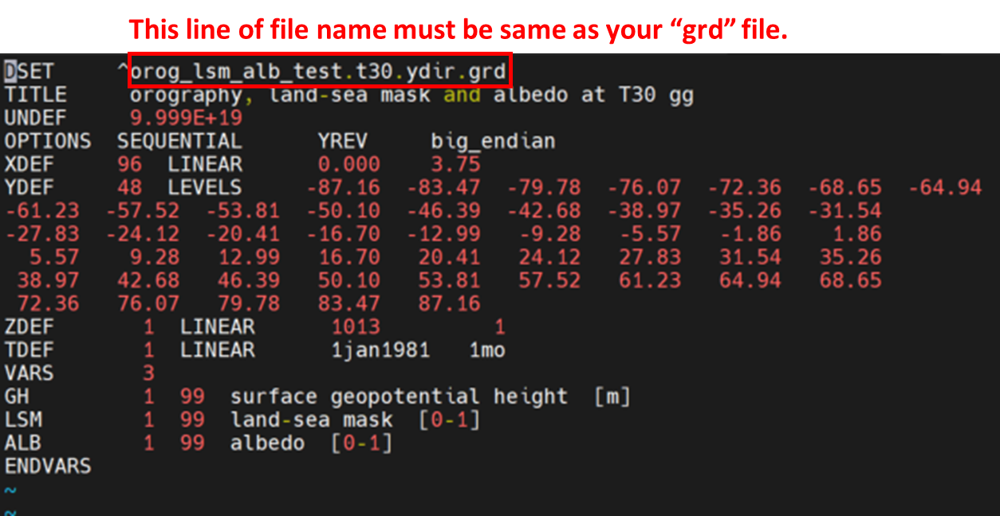 This line of file name must be same as your “grd” file.
DSET     ^orog_lsm_alb_test.t30.ydir.grd
TITLE     orography, land-sea mask and albedo at T30 gg
UNDEF     9.999E+19
OPTIONS  SEQUENTIAL      YREV     big_endian
XDEF     96  LINEAR      0.000    3.75
YDEF     48  LEVELS     -87.16  -83.47  -79.78  -76.07  -72.36  -68.65  -64.94
-61.23  -57.52  -53.81  -50.10  -46.39  -42.68  -38.97  -35.26  -31.54
-27.83  -24.12  -20.41  -16.70  -12.99   -9.28   -5.57   -1.86    1.86
  5.57    9.28   12.99   16.70   20.41   24.12   27.83   31.54   35.26
 38.97   42.68   46.39   50.10   53.81   57.52   61.23   64.94   68.65
 72.36   76.07   79.78   83.47   87.16
ZDEF       1  LINEAR      1013         1
TDEF       1  LINEAR      1jan1981   1mo
VARS       3
GH         1  99  surface geopotential height  [m]
LSM        1  99  land-sea mask  [0-1]
ALB        1  99  albedo  [0-1]
ENDVARS
~
~